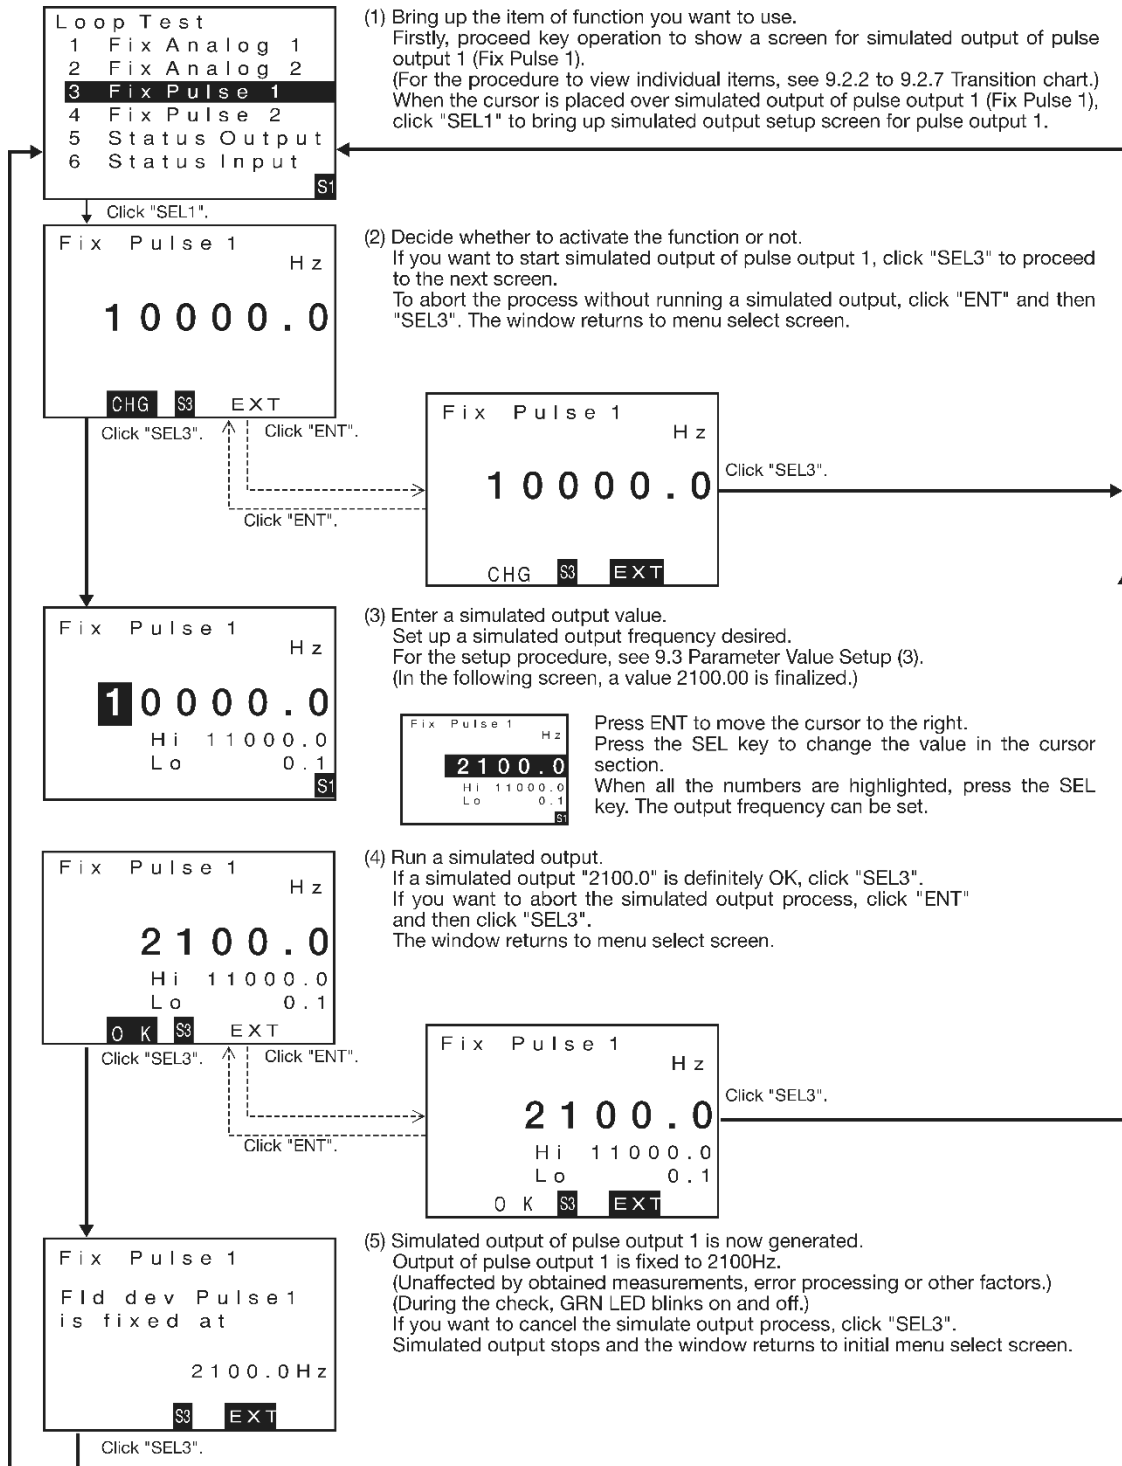 Loop Test
1 Fix Analog 1
2 Fix Analog 2
3 Fix Pulse 1
4 Fix Pulse 2
5 Status Output
6 Status Input
S1
(1) Bring up the item of function you want to use.
Firstly, proceed key operation to show a screen for simulated output of pulse
output 1 (Fix Pulse 1).
(For the procedure to view individual items, see 9.2.2 to 9.2.7 Transition chart.)
When the cursor is placed over simulated output of pulse output 1 (Fix Pulse 1),
click "SEL1" to bring up simulated output setup screen for pulse output 1.
Click "SEL1".
Fix Pulse 1
Hz
10000.0
CHG S3 EXT
(2) Decide whether to activate the function or not.
If you want to start simulated output of pulse output 1, click "SEL3" to proceed
to the next screen.
To abort the process without running a simulated output, click "ENT" and then
"SEL3". The window returns to menu select screen.
Click "SEL3".
Click "ENT".
Click "ENT".
Fix Pulse 1
Hz
10000.0
CHG S3 EXT
Click "SEL3".
Fix Pulse 1
Hz
10000.0
Hi 11000.0
Lo 0.1
S1
(3) Enter a simulated output value.
Set up a simulated output frequency desired.
For the setup procedure, see 9.3 Parameter Value Setup (3).
(In the following screen, a value 2100.00 is finalized.)
Fix Pulse 1
Hz
2100.0
Hi 11000.0
Lo 0.1
S1
Press ENT to move the cursor to the right.
Press the SEL key to change the value in the cursor
section.
When all the numbers are highlighted, press the SEL
key. The output frequency can be set.
Fix Pulse 1
Hz
2100.0
Hi 11000.0
Lo 0.1
OK S3 EXT
(4) Run a simulated output.
If a simulated output "2100.0" is definitely OK, click "SEL3".
If you want to abort the simulated output process, click "ENT"
and then click "SEL3".
The window returns to menu select screen.
Click "SEL3".
Click "ENT".
Click "ENT".
Fix Pulse 1
Hz
2100.0
Hi 11000.0
Lo 0.1
OK S3 EXT
Click "SEL3".
Fix Pulse 1
Fld dev Pulse1
is fixed at
2100.0Hz
S3 EXT
(5) Simulated output of pulse output 1 is now generated.
Output of pulse output 1 is fixed to 2100Hz.
(Unaffected by obtained measurements, error processing or other factors.)
(During the check, GRN LED blinks on and off.)
If you want to cancel the simulate output process, click "SEL3".
Simulated output stops and the window returns to initial menu select screen.
Click "SEL3".